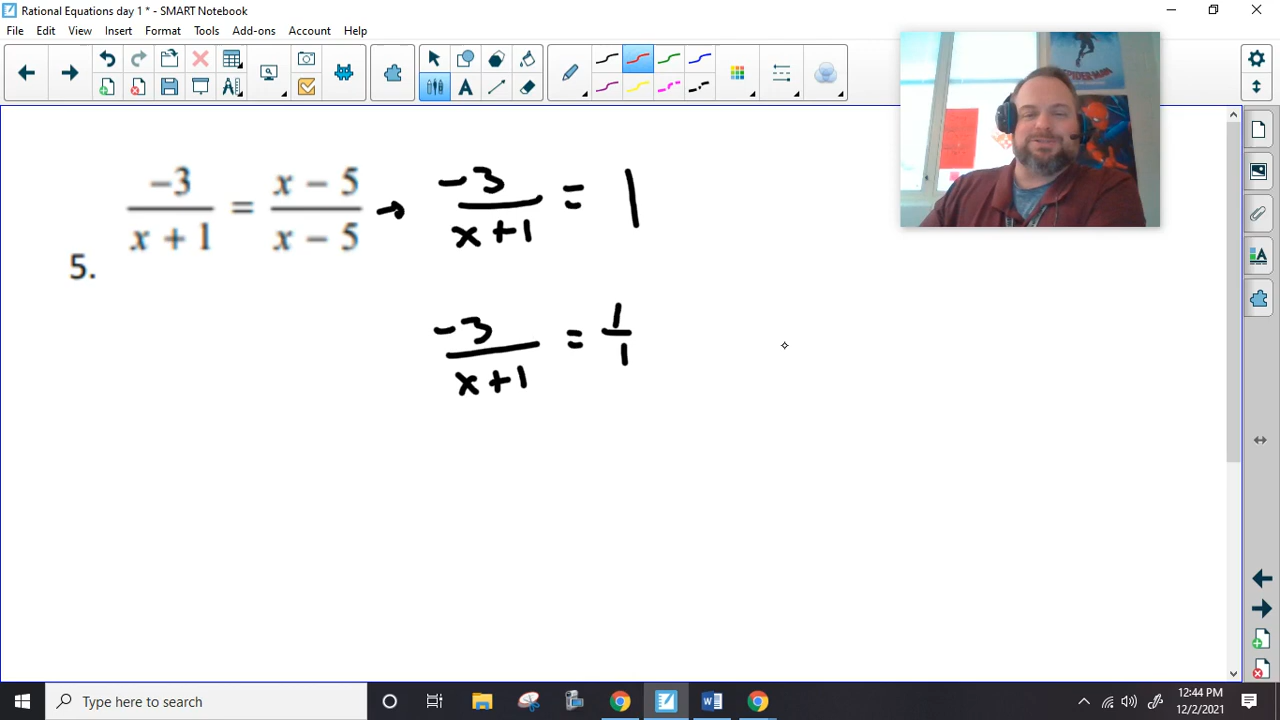 Rational Equations day 1 * - SMART Notebook
File Edit View Insert Format Tools Add-ons Account Help
SPIDER-MAN
5. -3/(x + 1) = (x - 5)/(x - 5) → -3/(x+1) = 1
-3/(x+1) = 1/1
Type here to search
12:44 PM
12/2/2021